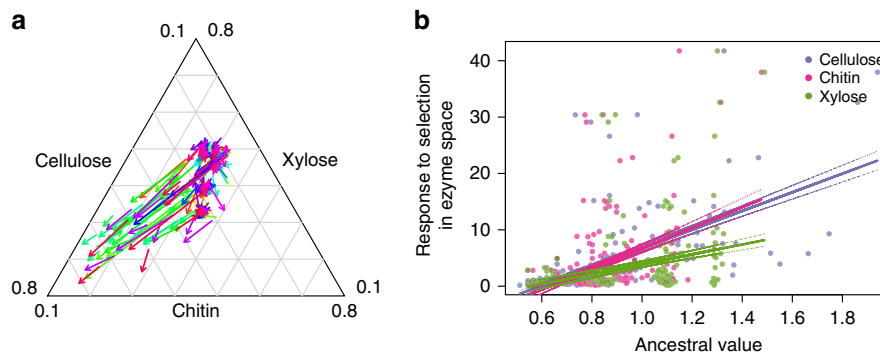 a
0.1 0.8
Cellulose
Xylose
0.8
0.1
0.1
Chitin
0.8
b
Response to selection
in ezyme space
40
30
20
10
0
Cellulose
Chitin
Xylose
0.6 0.8 1.0 1.2 1.4 1.6 1.8
Ancestral value